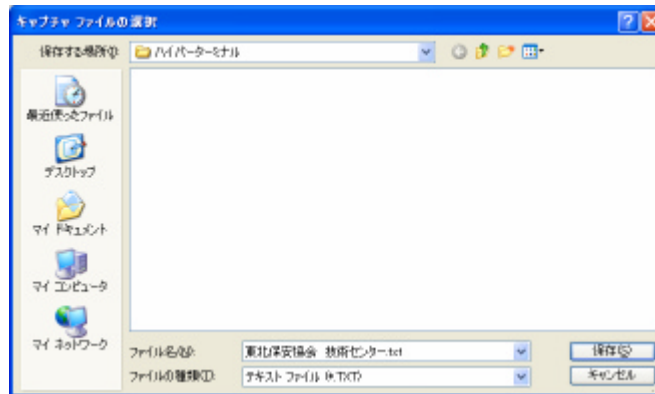 キャプチャ ファイルの選択
保存する場所(I):
ハイパーターミナル
最近使ったファイル
デスクトップ
マイ ドキュメント
マイ コンピュータ
マイ ネットワーク
ファイル名(N):
東北保安協会 技術センター.txt
保存(S)
ファイルの種類(T):
テキスト ファイル (*.TXT)
キャンセル